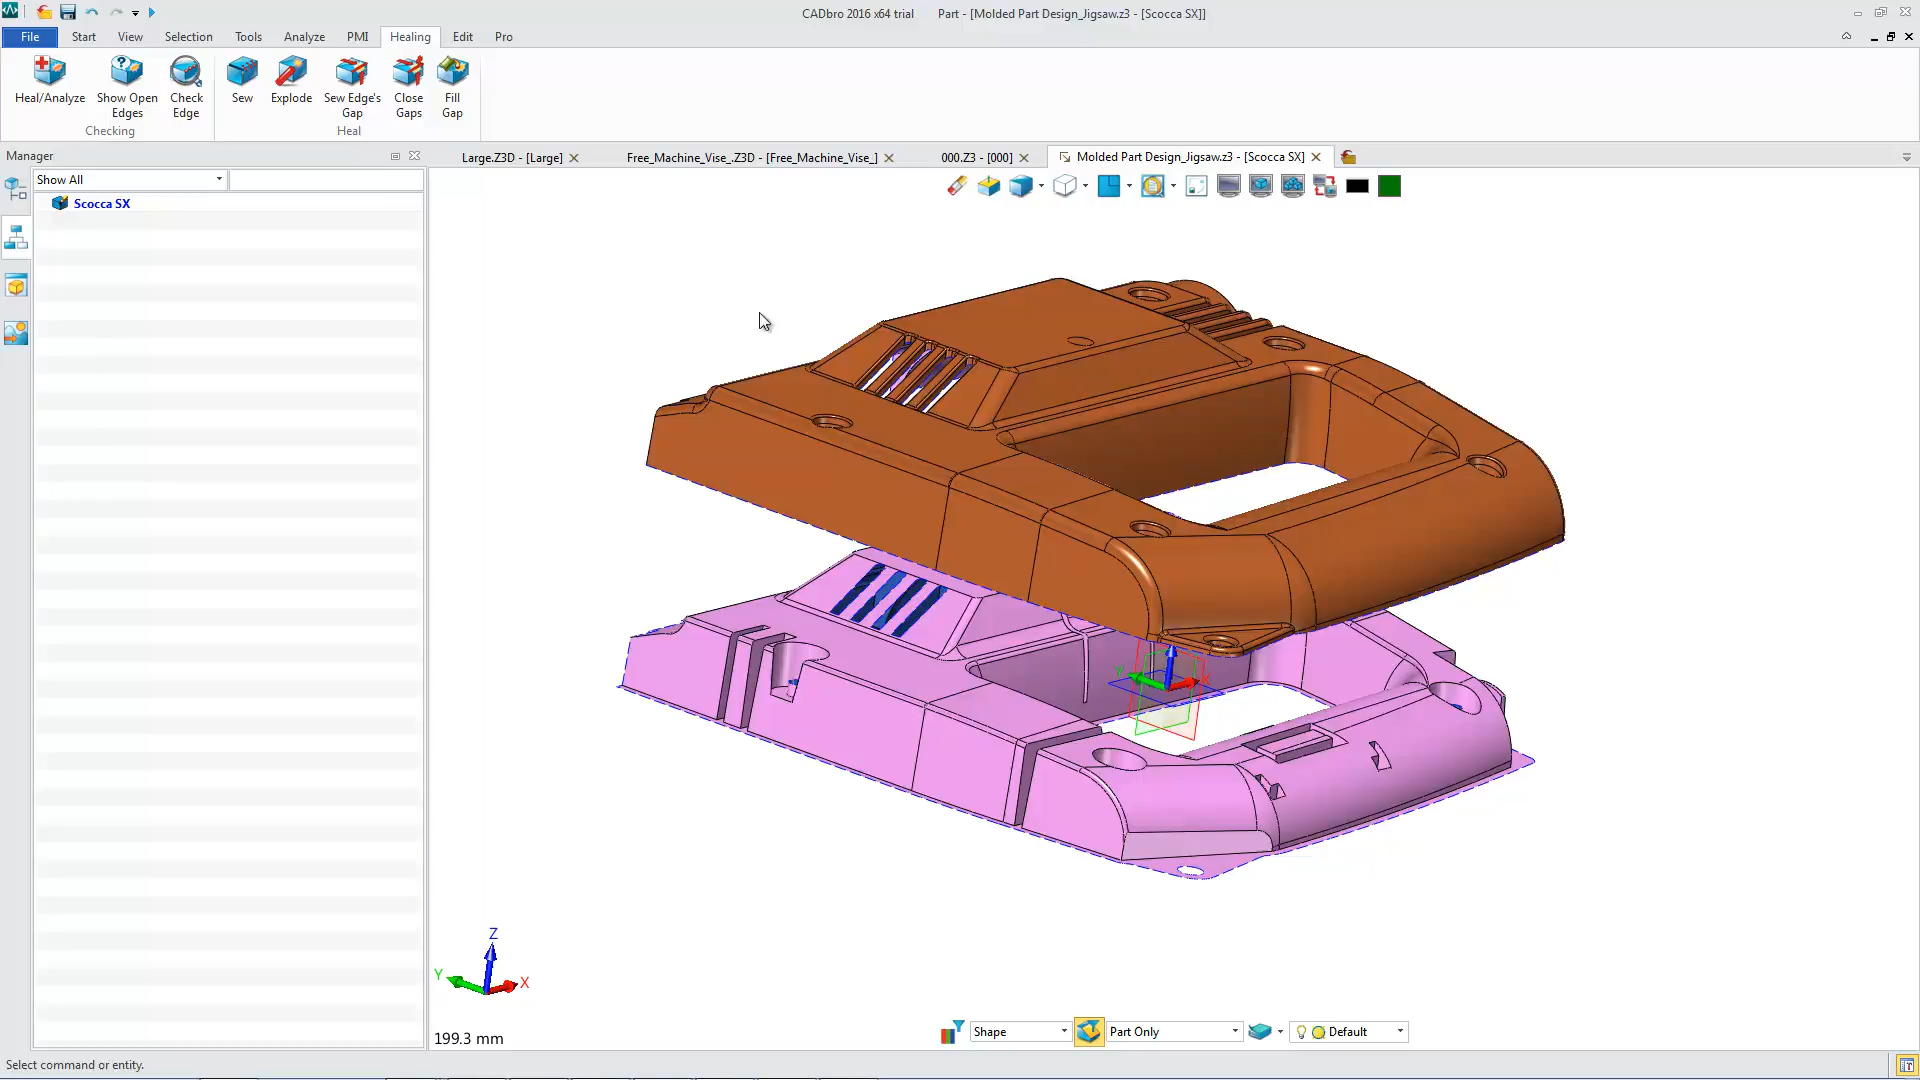 CADbro 2016 x64 trial Part - [Molded Part Design_Jigsaw.z3 - [Scocca SX]]
File Start View Selection Tools Analyze PMI Healing Edit Pro
Heal/Analyze Show Open Edges Check Edge Sew Explode Sew Edge's Gap Close Gaps Fill Gap
Checking Heal
Manager
Large.Z3D - [Large] Free_Machine_Vise_.Z3D - [Free_Machine_Vise_] 000.Z3 - [000] Molded Part Design_Jigsaw.z3 - [Scocca SX]
Show All
Scocca SX
Y X
Z
Y X
199.3 mm
Shape Part Only Default
Select command or entity.